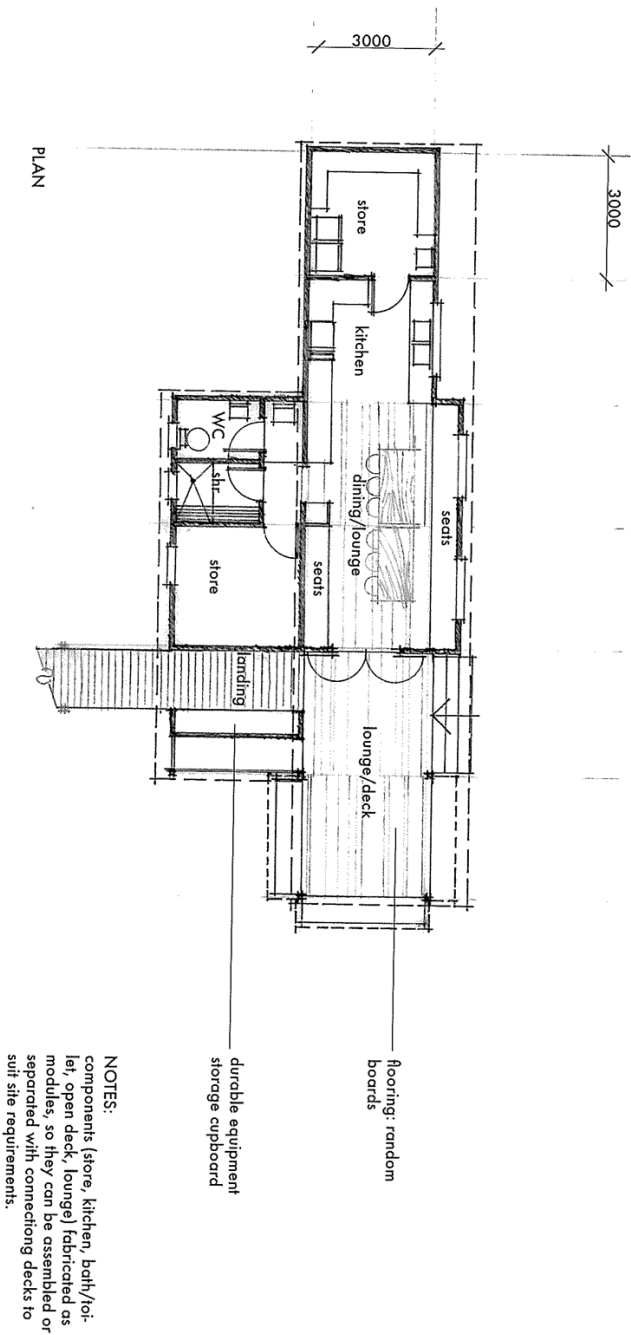 3000
3000
PLAN
store
kitchen
WC
shr
dining/lounge
seats
seats
store
landing
lounge/deck
flooring: random
boards
durable equipment
storage cupboard
NOTES:
components (store, kitchen, bath/toi-
let, open deck, lounge) fabricated as
modules, so they can be assembled or
separated with connectiong decks to
suit site requirements.